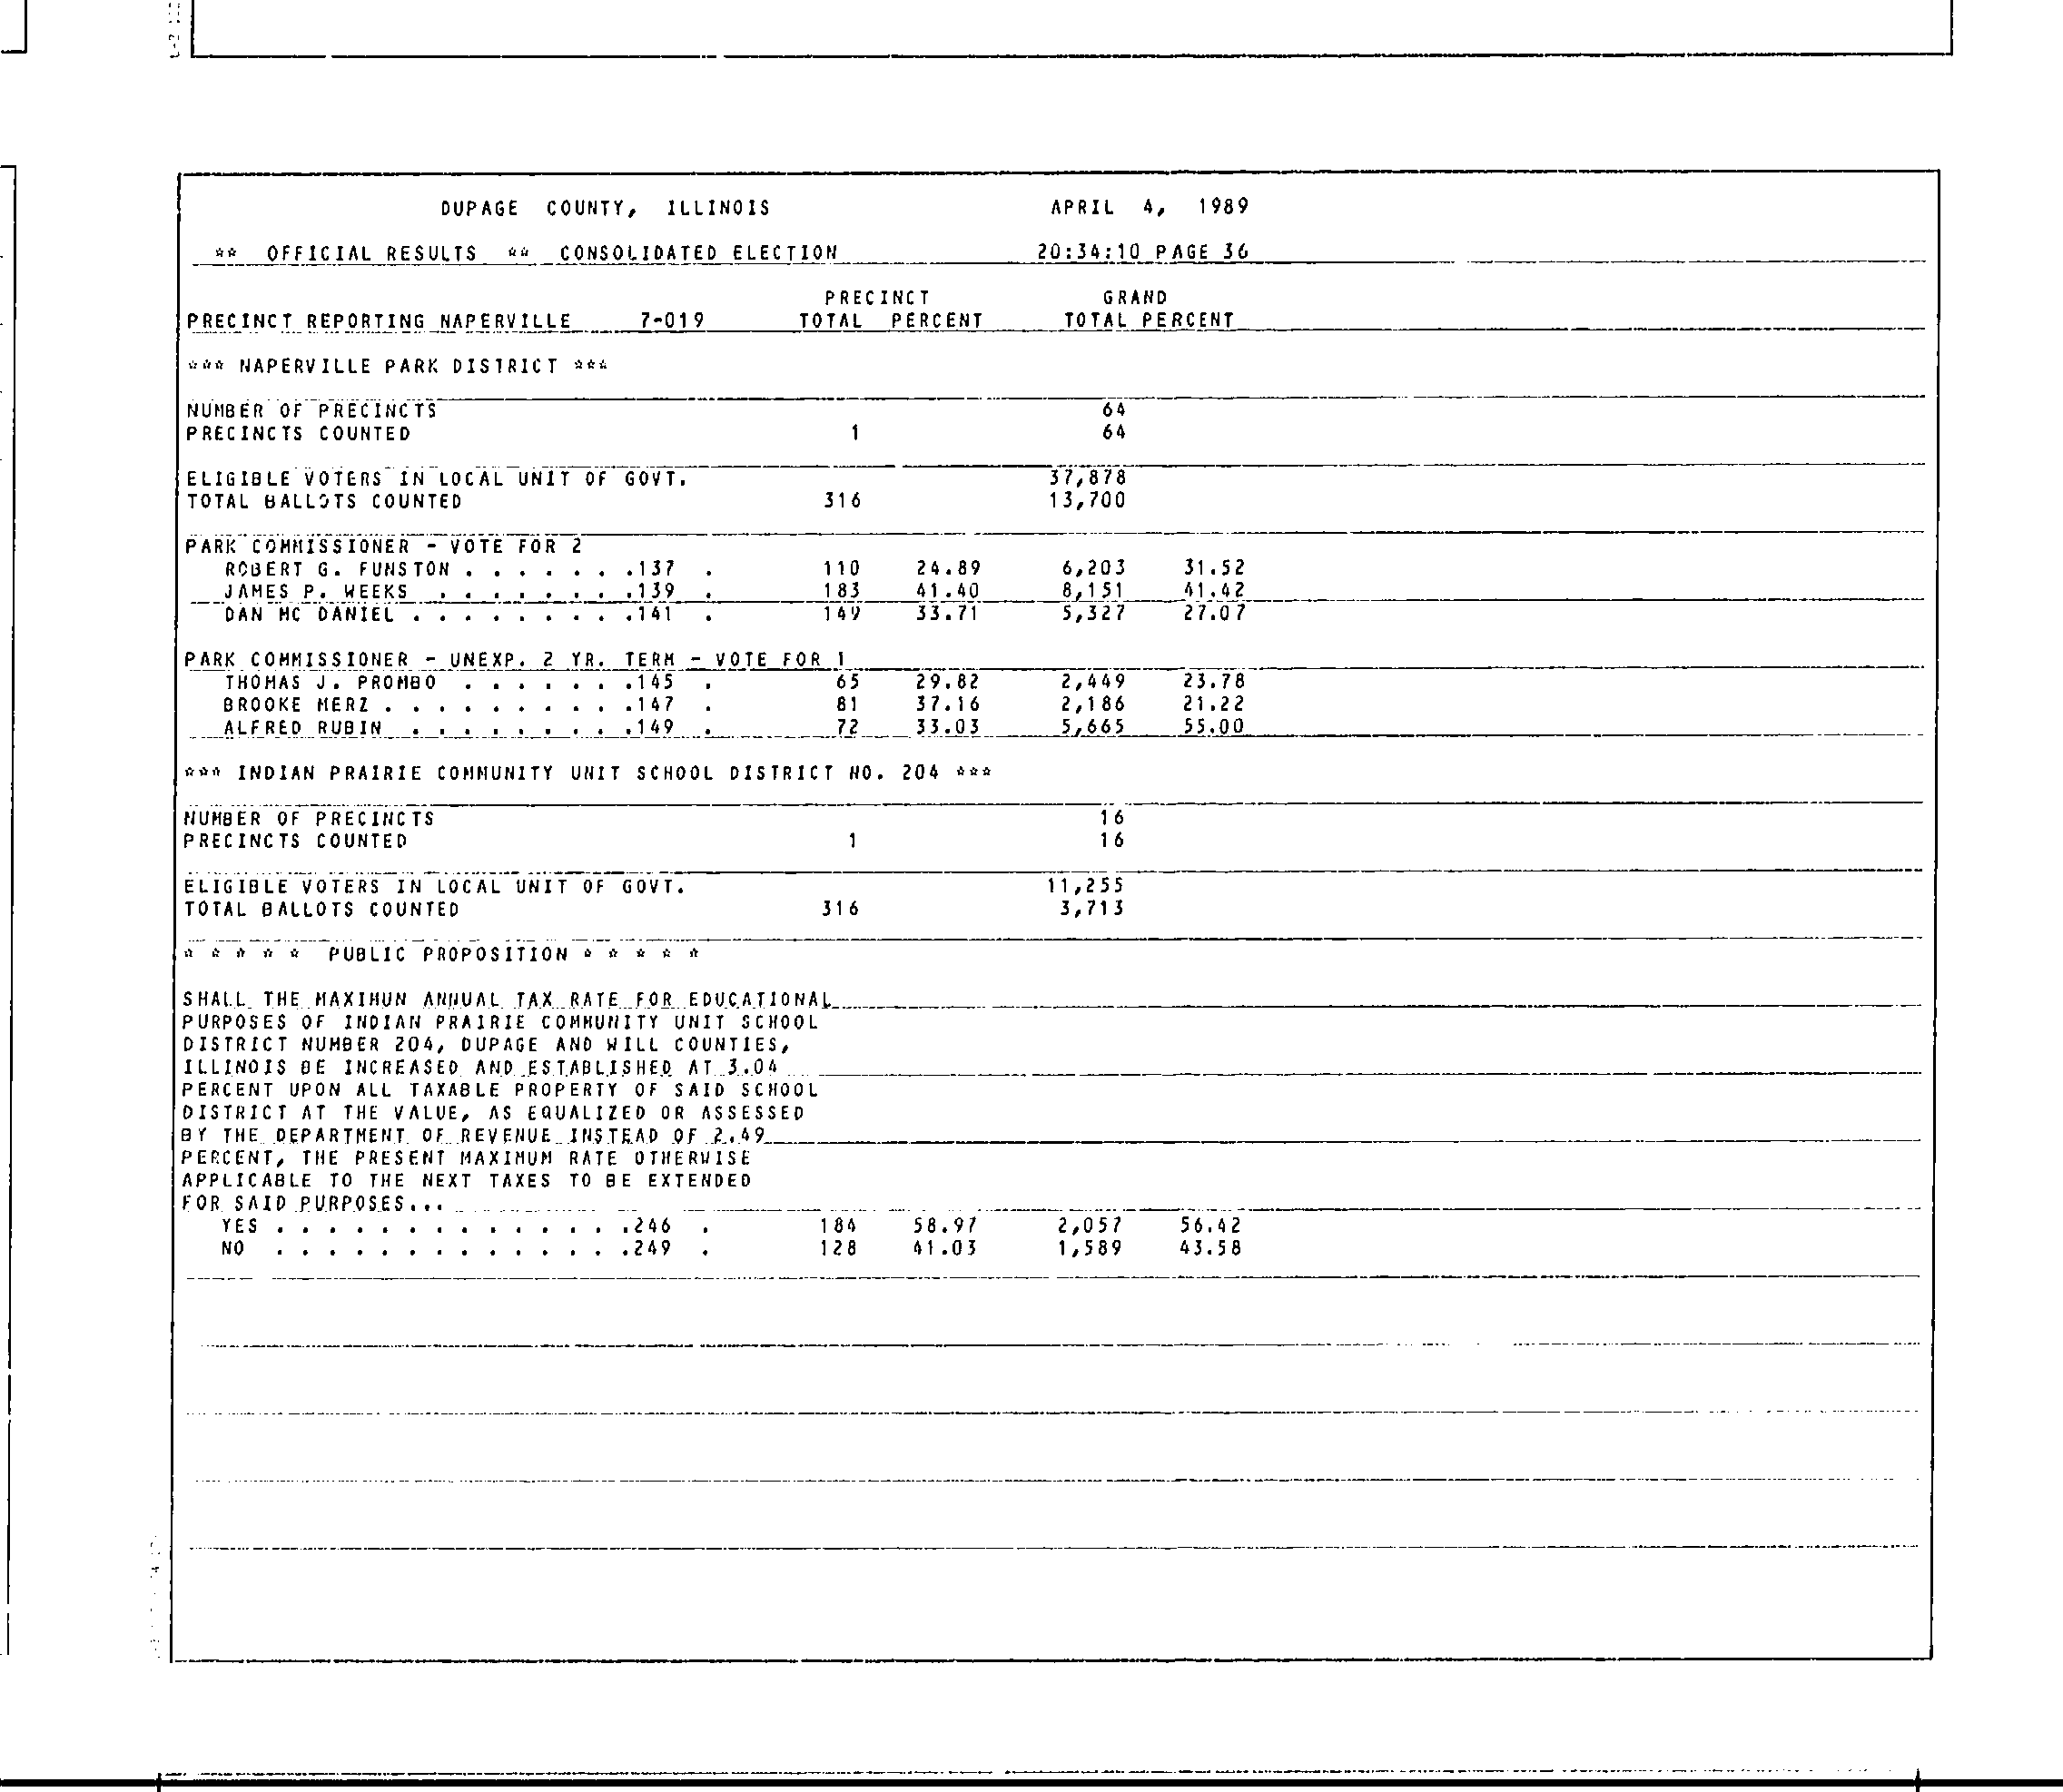 DUPAGE COUNTY, ILLINOIS APRIL 4, 1989
** OFFICIAL RESULTS ** CONSOLIDATED ELECTION 20:34:10 PAGE 36
PRECINCT GRAND
PRECINCT REPORTING NAPERVILLE 7-019 TOTAL PERCENT TOTAL PERCENT
*** NAPERVILLE PARK DISTRICT ***
NUMBER OF PRECINCTS 64
PRECINCTS COUNTED 1 64
ELIGIBLE VOTERS IN LOCAL UNIT OF GOVT. 37,878
TOTAL BALLOTS COUNTED 316 13,700
PARK COMMISSIONER - VOTE FOR 2
ROBERT G. FUNSTON . . . . . . .137 . 110 24.89 6,203 31.52
JAMES P. WEEKS . . . . . . . .139 . 183 41.40 8,151 41.42
DAN MC DANIEL . . . . . . . . .141 . 149 33.71 5,327 27.07
PARK COMMISSIONER - UNEXP. 2 YR. TERM - VOTE FOR 1
THOMAS J. PROMBO . . . . . . .145 . 65 29.82 2,449 23.78
BROOKE MERZ . . . . . . . . . .147 . 81 37.16 2,186 21.22
ALFRED RUBIN . . . . . . . . .149 . 72 33.03 5,665 55.00
*** INDIAN PRAIRIE COMMUNITY UNIT SCHOOL DISTRICT NO. 204 ***
NUMBER OF PRECINCTS 16
PRECINCTS COUNTED 1 16
ELIGIBLE VOTERS IN LOCAL UNIT OF GOVT. 11,255
TOTAL BALLOTS COUNTED 316 3,713
* * * * * PUBLIC PROPOSITION * * * * *
SHALL THE MAXIMUN ANNUAL TAX RATE FOR EDUCATIONAL
PURPOSES OF INDIAN PRAIRIE COMMUNITY UNIT SCHOOL
DISTRICT NUMBER 204, DUPAGE AND WILL COUNTIES,
ILLINOIS BE INCREASED AND ESTABLISHED AT 3.04
PERCENT UPON ALL TAXABLE PROPERTY OF SAID SCHOOL
DISTRICT AT THE VALUE, AS EQUALIZED OR ASSESSED
BY THE DEPARTMENT OF REVENUE INSTEAD OF 2.49
PERCENT, THE PRESENT MAXIMUM RATE OTHERWISE
APPLICABLE TO THE NEXT TAXES TO BE EXTENDED
FOR SAID PURPOSES...
YES . . . . . . . . . . . . . .246 . 184 58.97 2,057 56.42
NO . . . . . . . . . . . . . .249 . 128 41.03 1,589 43.58